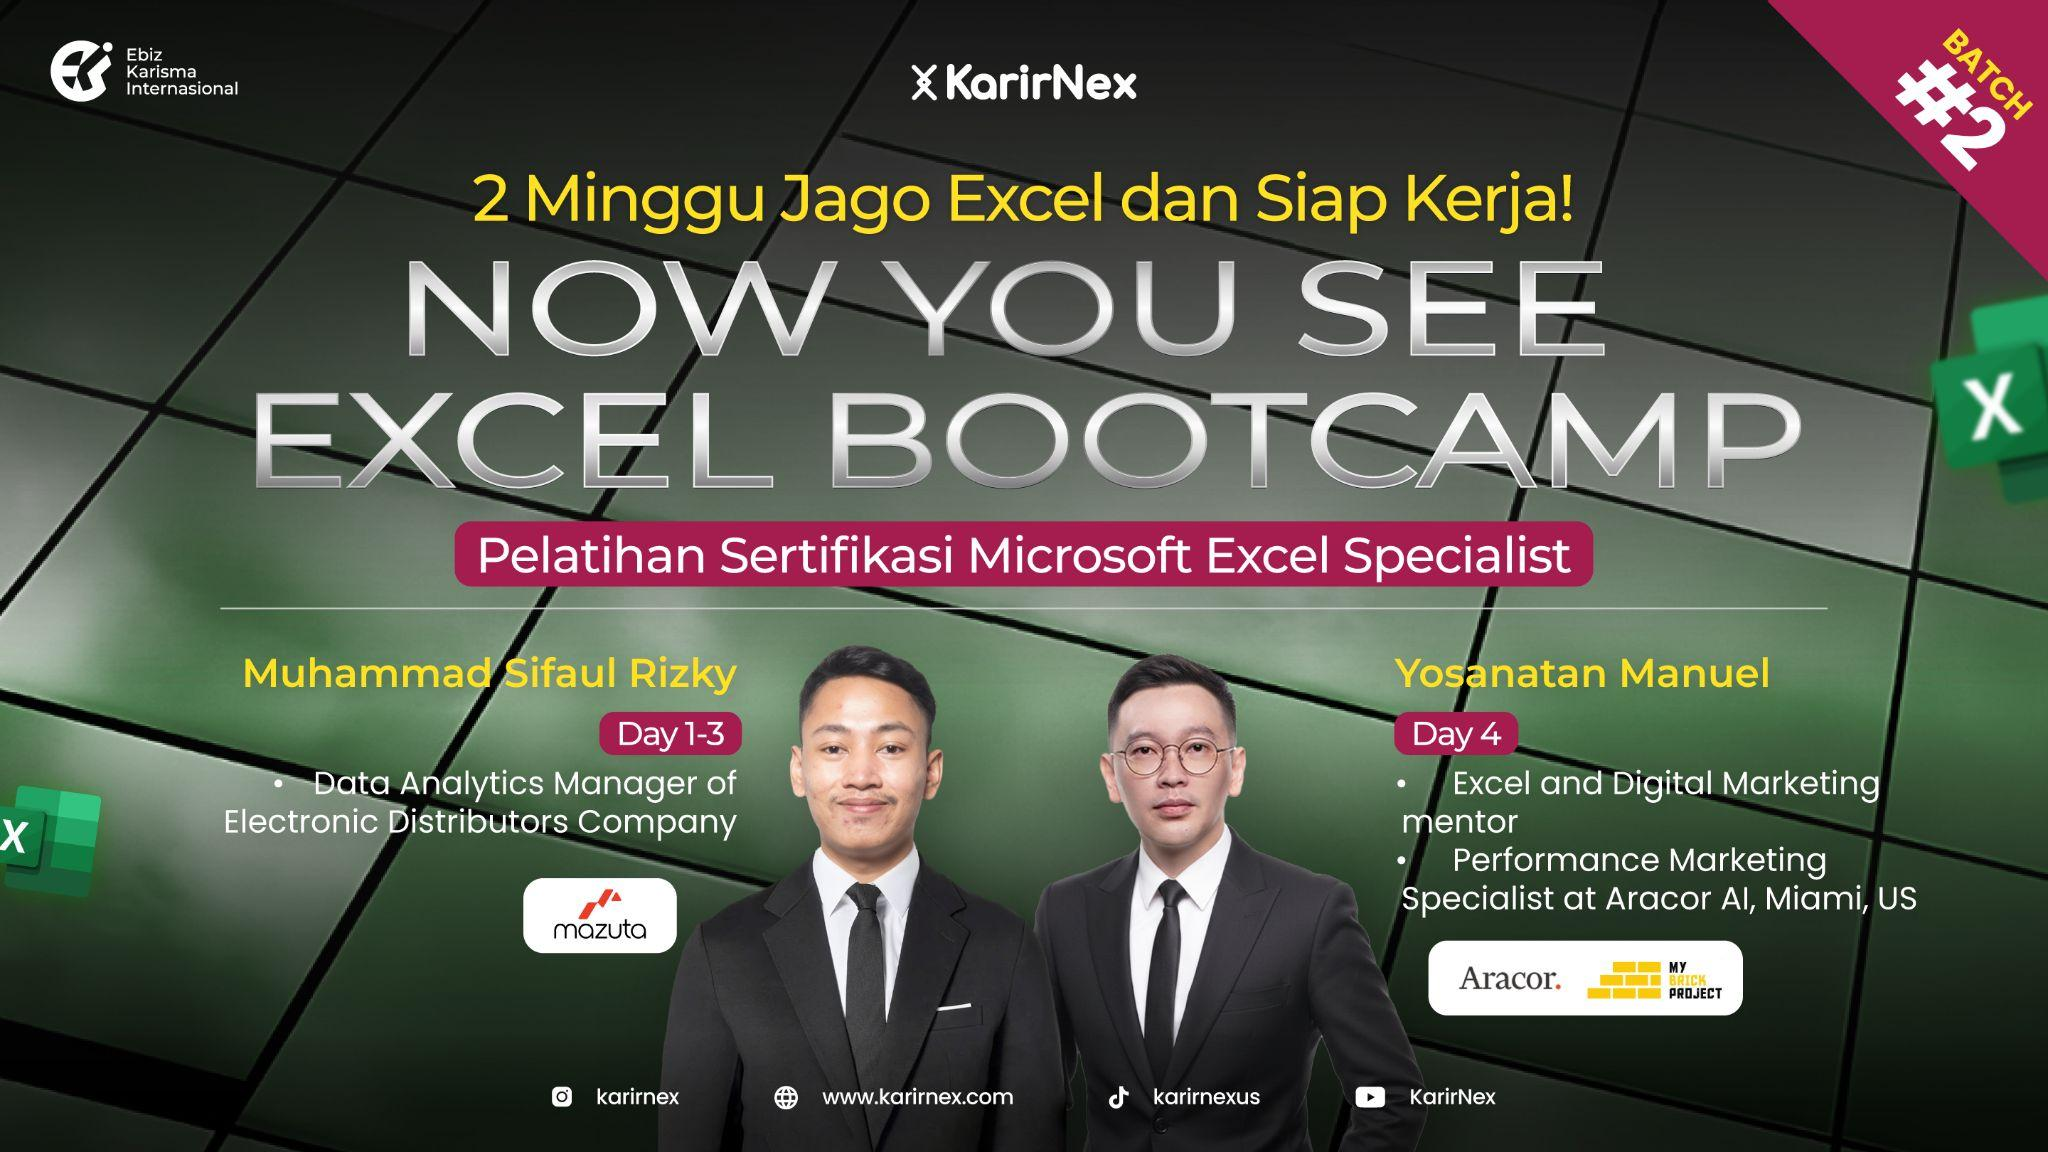 Ebiz
Karisma
Internasional
KarirNex
BATCH
#2
2 Minggu Jago Excel dan Siap Kerja!
NOW YOU SEE
EXCEL BOOTCAMP
Pelatihan Sertifikasi Microsoft Excel Specialist
Muhammad Sifaul Rizky
Day 1-3
• Data Analytics Manager of
Electronic Distributors Company
mazuta
Yosanatan Manuel
Day 4
• Excel and Digital Marketing
mentor
• Performance Marketing
Specialist at Aracor AI, Miami, US
Aracor.
MY
BRICK
PROJECT
X
X
karirnex
www.karirnex.com
karirnexus
KarirNex